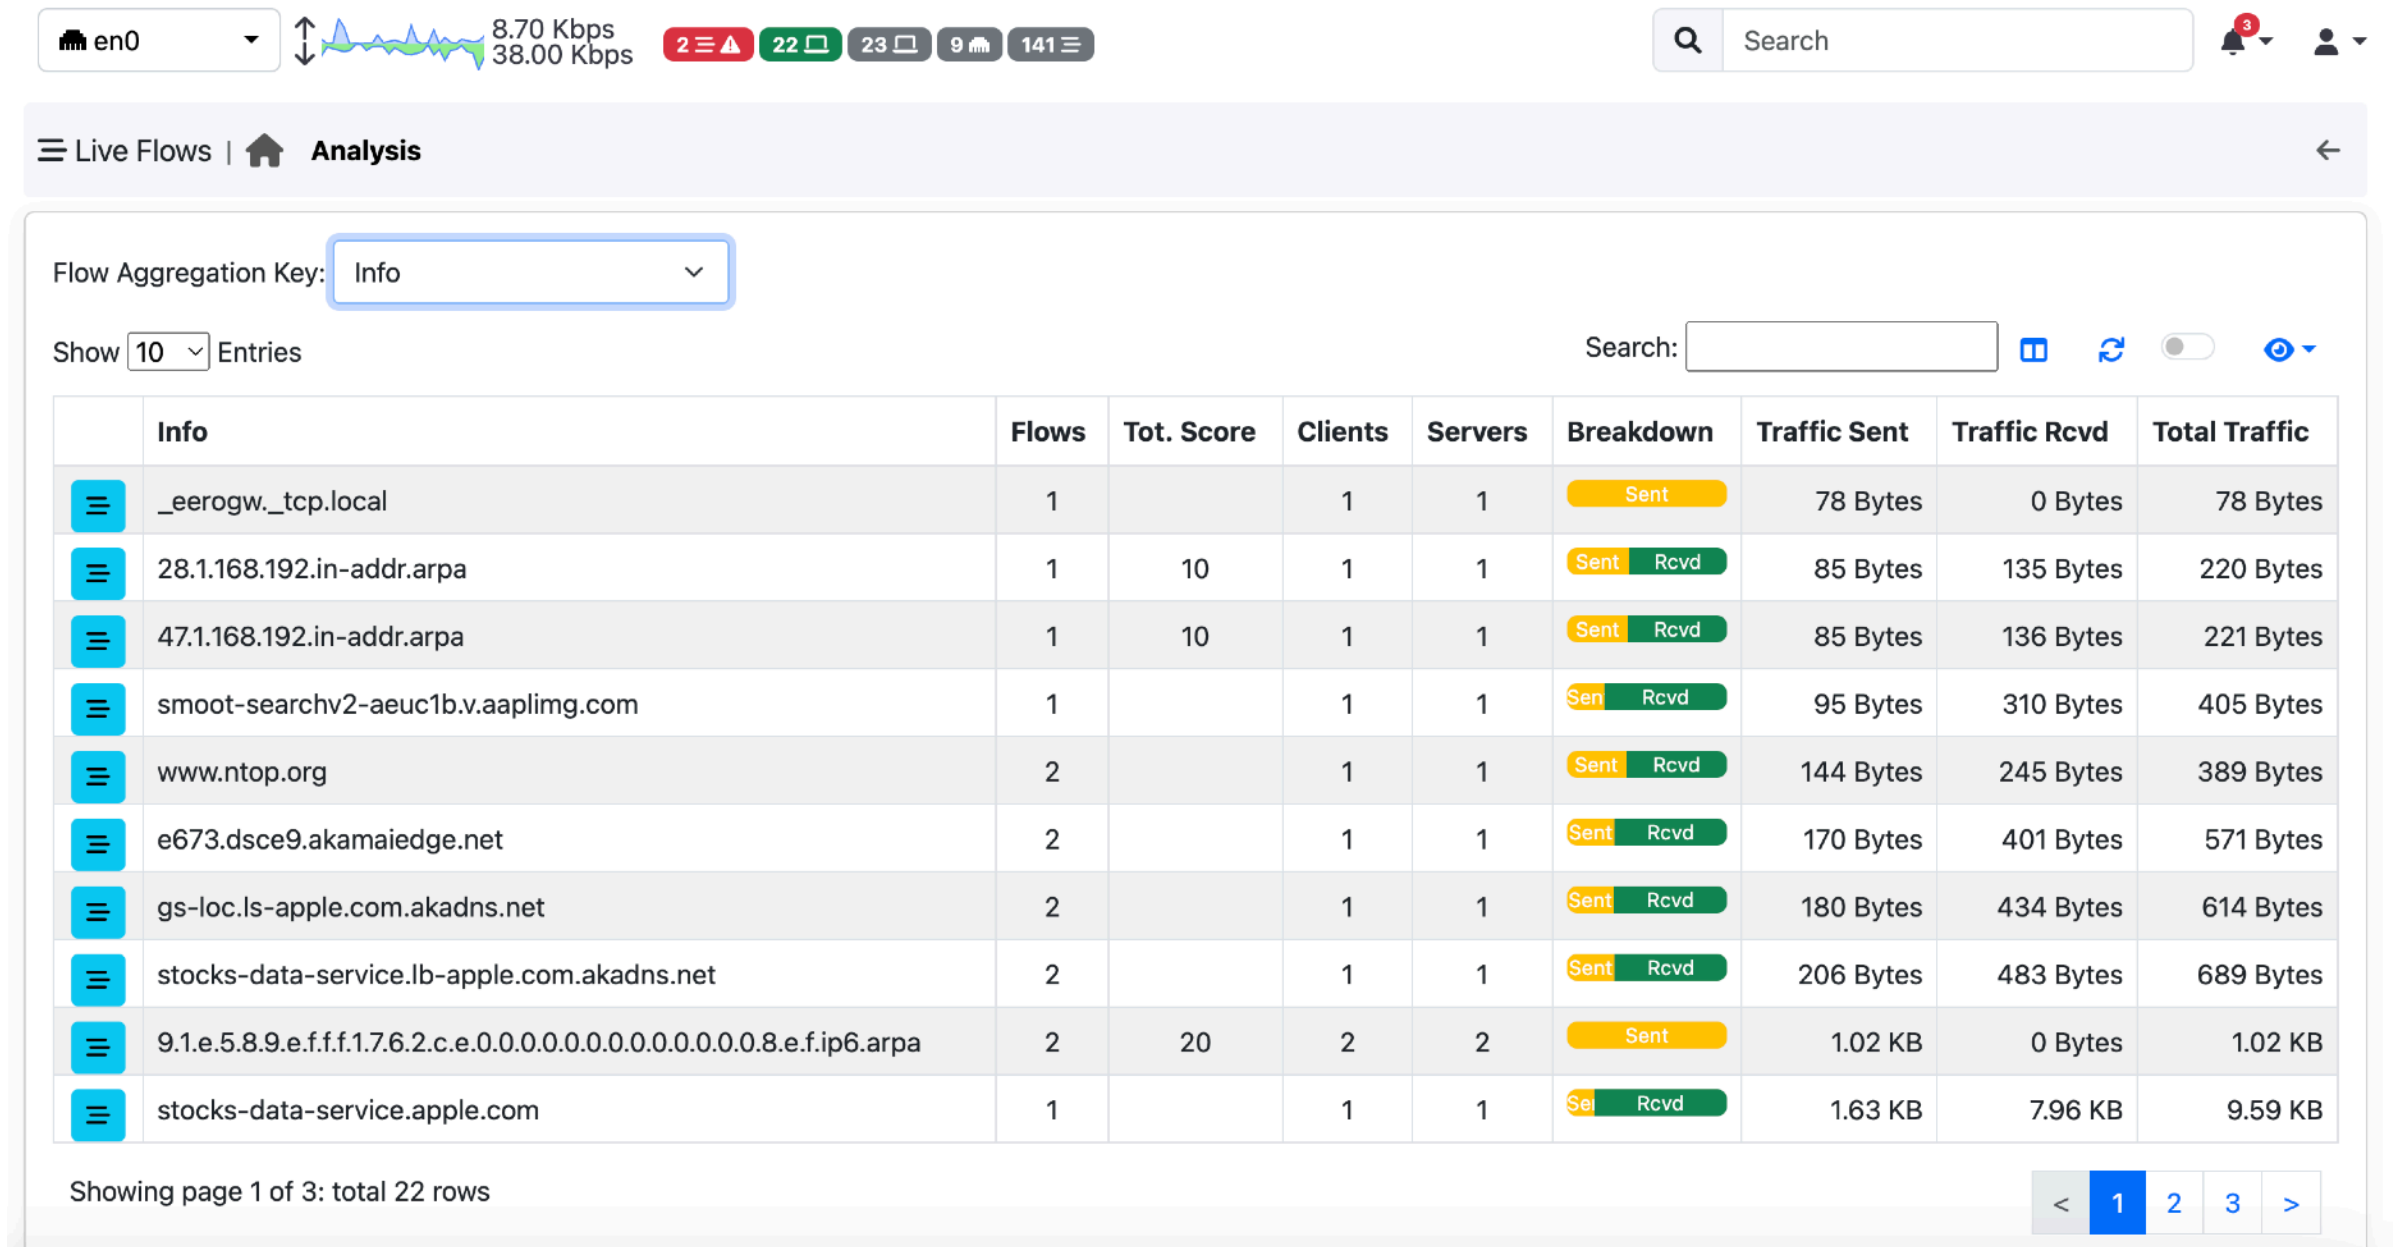 en0
8.70 Kbps
38.00 Kbps
2
22
23
9
141
Search
3
Live Flows | Analysis
Flow Aggregation Key: Info
Show 10 Entries
Search:
Info Flows Tot. Score Clients Servers Breakdown Traffic Sent Traffic Rcvd Total Traffic
_eerogw._tcp.local 1 1 1 Sent 78 Bytes 0 Bytes 78 Bytes
28.1.168.192.in-addr.arpa 1 10 1 1 Sent Rcvd 85 Bytes 135 Bytes 220 Bytes
47.1.168.192.in-addr.arpa 1 10 1 1 Sent Rcvd 85 Bytes 136 Bytes 221 Bytes
smoot-searchv2-aeuc1b.v.aaplimg.com 1 1 1 Sen Rcvd 95 Bytes 310 Bytes 405 Bytes
www.ntop.org 2 1 1 Sent Rcvd 144 Bytes 245 Bytes 389 Bytes
e673.dsce9.akamaiedge.net 2 1 1 Sent Rcvd 170 Bytes 401 Bytes 571 Bytes
gs-loc.ls-apple.com.akadns.net 2 1 1 Sent Rcvd 180 Bytes 434 Bytes 614 Bytes
stocks-data-service.lb-apple.com.akadns.net 2 1 1 Sent Rcvd 206 Bytes 483 Bytes 689 Bytes
9.1.e.5.8.9.e.f.f.f.1.7.6.2.c.e.0.0.0.0.0.0.0.0.0.0.0.0.0.8.e.f.ip6.arpa 2 20 2 2 Sent 1.02 KB 0 Bytes 1.02 KB
stocks-data-service.apple.com 1 1 1 Se Rcvd 1.63 KB 7.96 KB 9.59 KB
Showing page 1 of 3: total 22 rows
< 1 2 3 >